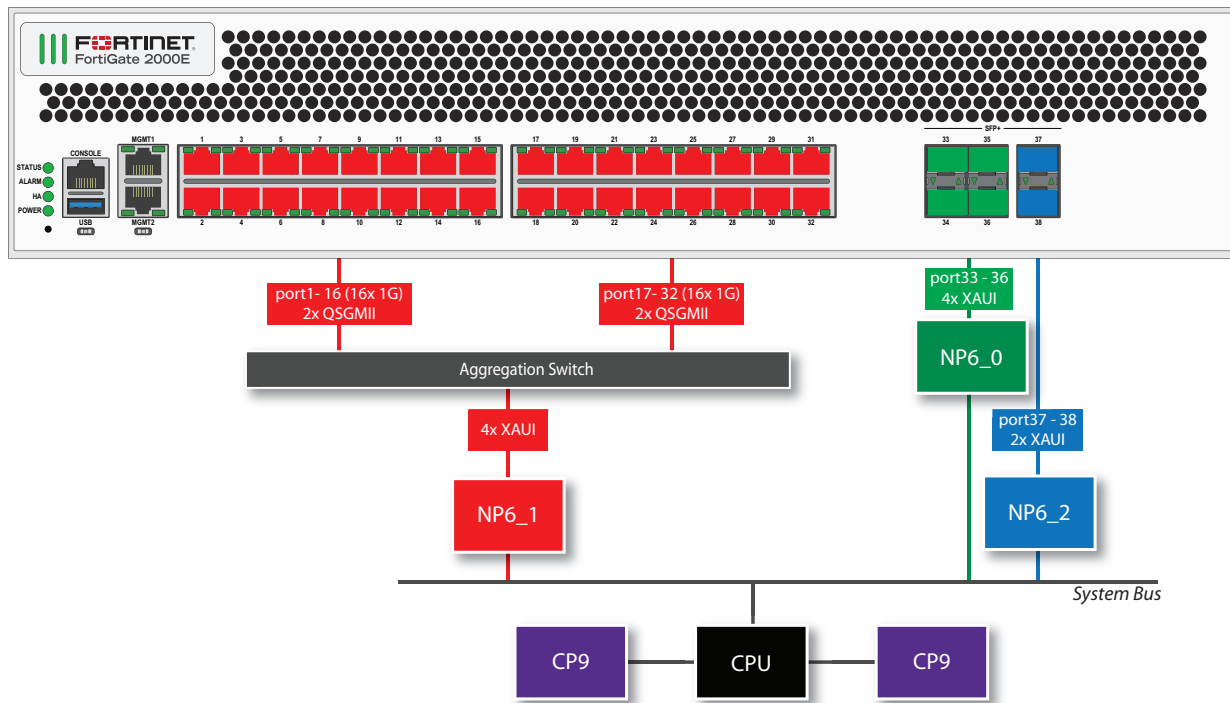 FORTINET
FortiGate 2000E
SFP+
MGMT1
CONSOLE
1 3 5 7 9 11 13 15
17 19 21 23 25 27 29 31
33 35 37
STATUS
ALARM
HA
POWER
USB
MGMT2
2 4 6 8 10 12 14 16
18 20 22 24 26 28 30 32
34 36 38
port1- 16 (16x 1G)
2x QSGMII
port17- 32 (16x 1G)
2x QSGMII
port33 - 36
4x XAUI
Aggregation Switch
NP6_0
4x XAUI
port37 - 38
2x XAUI
NP6_1
NP6_2
System Bus
CP9
CPU
CP9